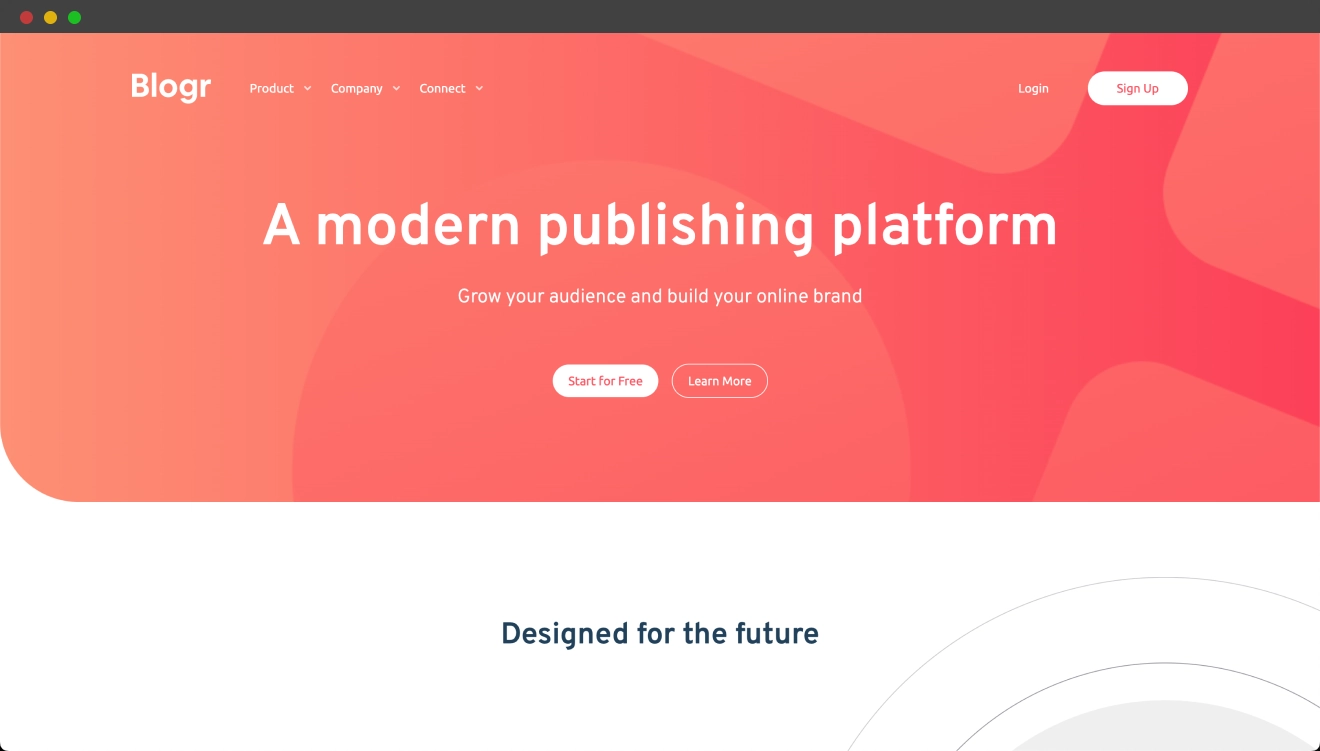 Blogr Product Company Connect Login Sign Up
A modern publishing platform
Grow your audience and build your online brand
Start for Free Learn More
Designed for the future